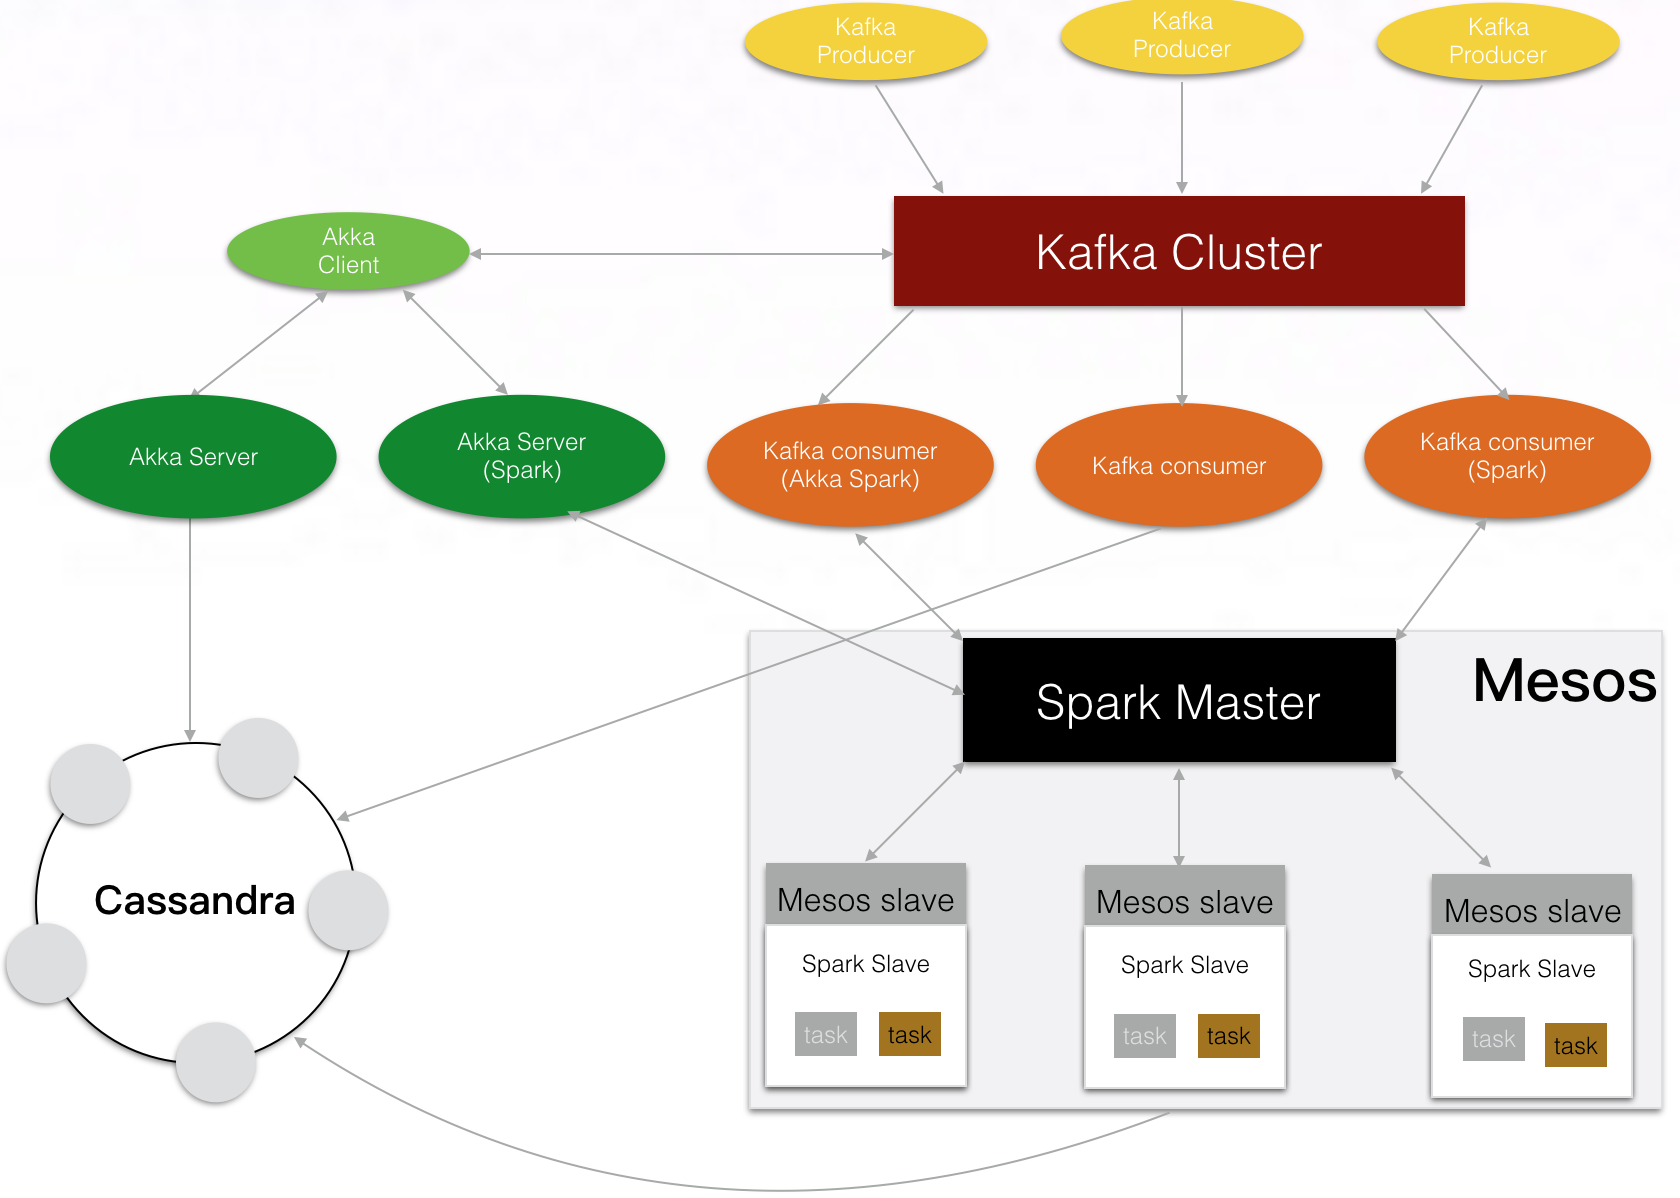 Kafka
Producer
Kafka
Producer
Kafka
Producer
Akka
Client
Kafka Cluster
Akka Server
Akka Server
(Spark)
Kafka consumer
(Akka Spark)
Kafka consumer
Kafka consumer
(Spark)
Mesos
Spark Master
Cassandra
Mesos slave
Spark Slave
task
task
Mesos slave
Spark Slave
task
task
Mesos slave
Spark Slave
task
task